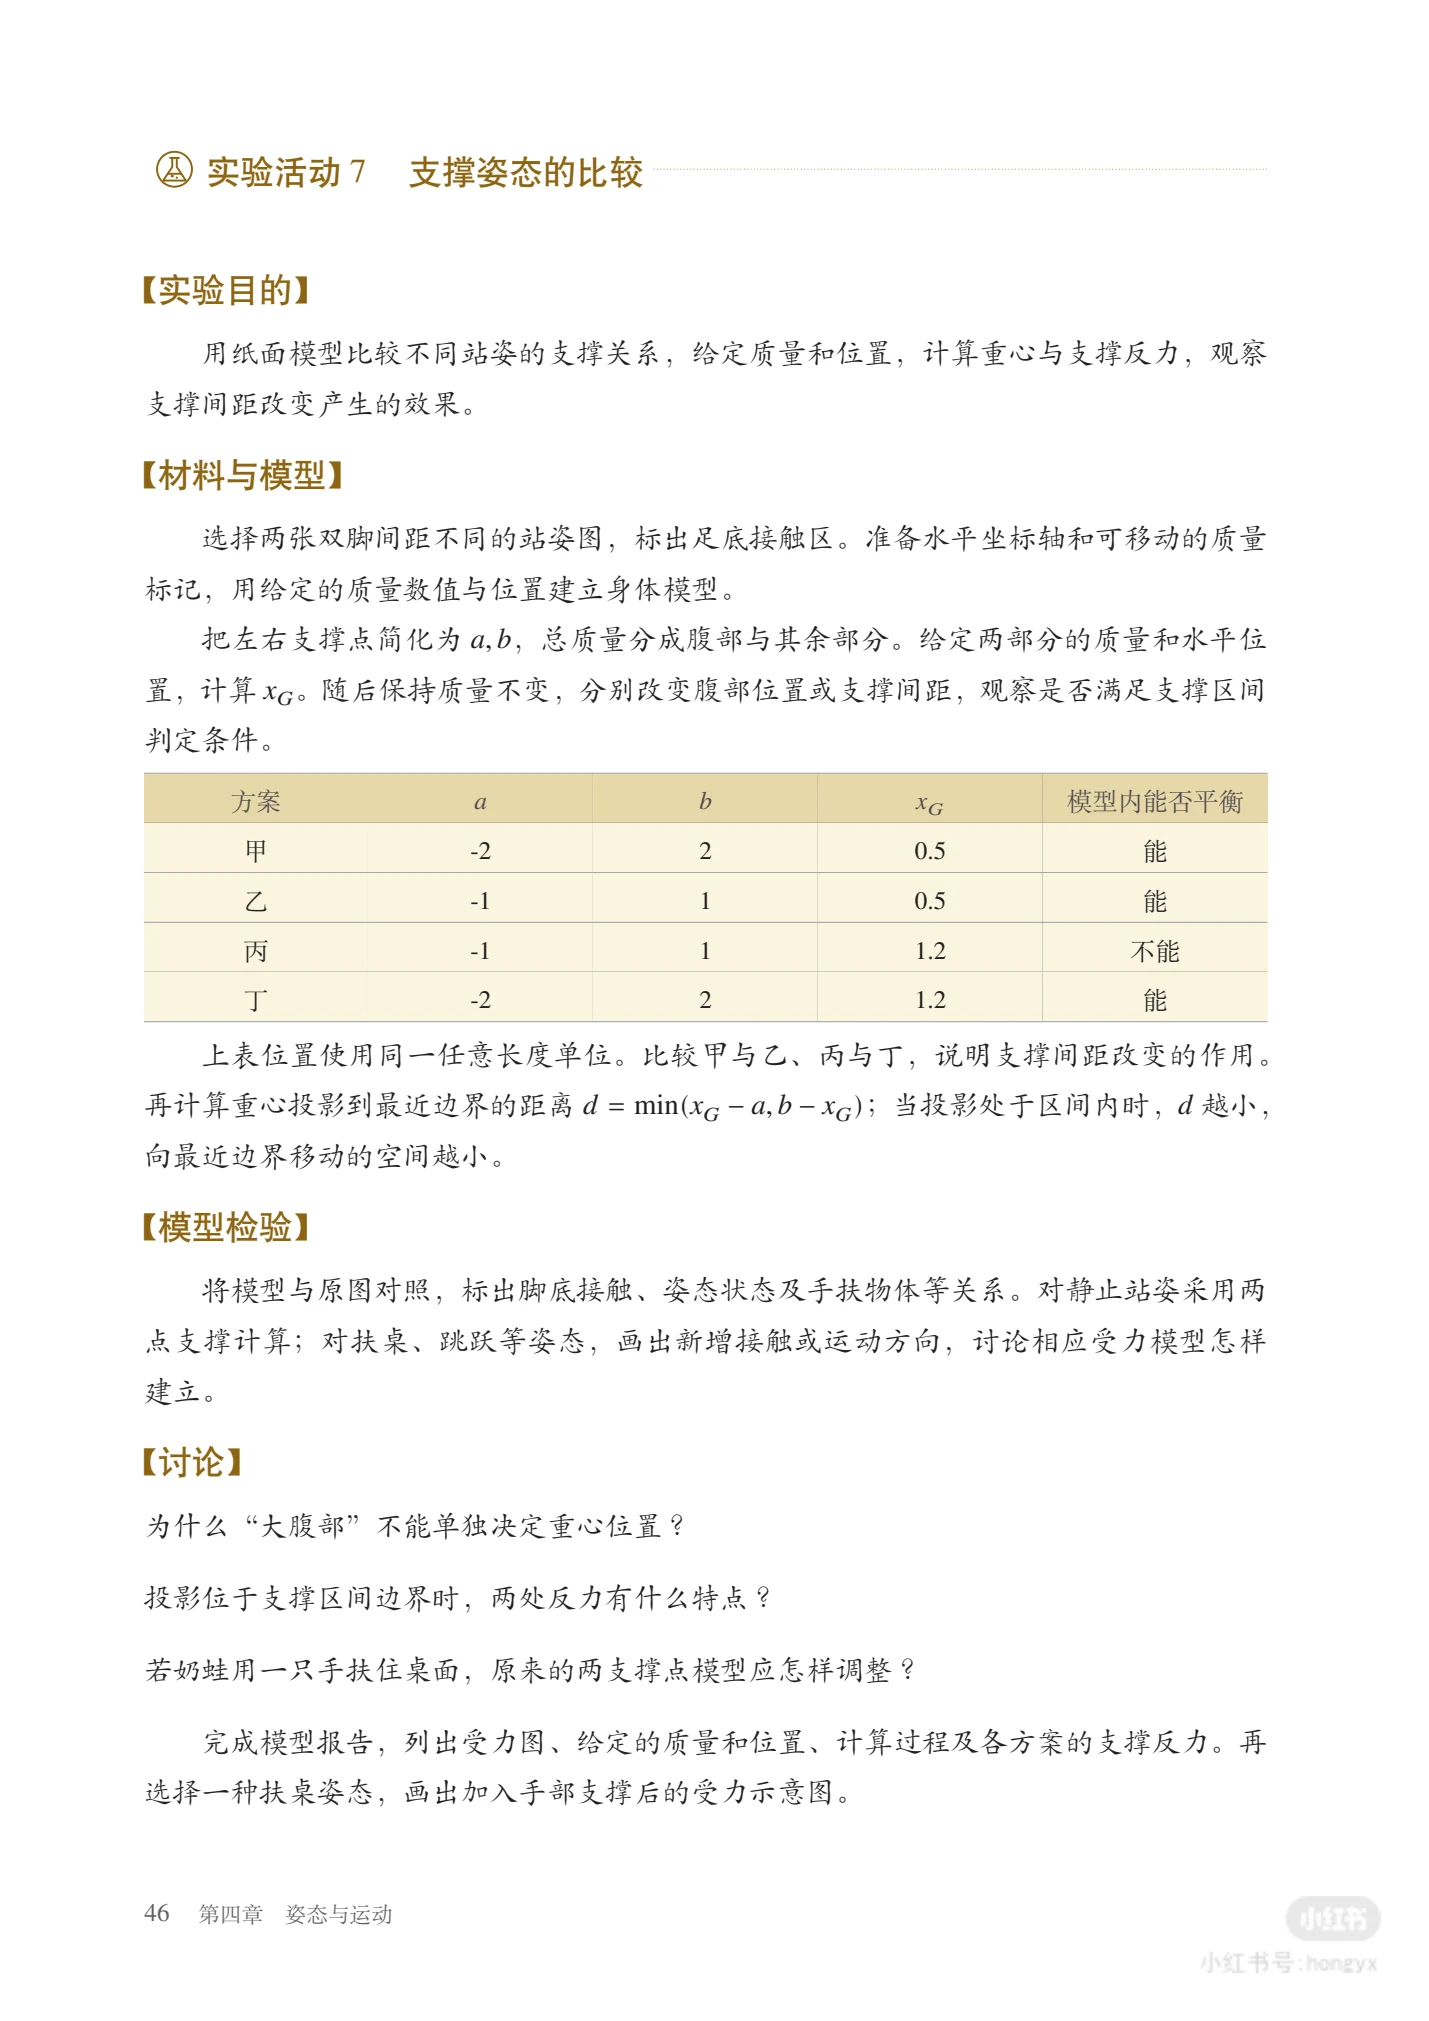 实验活动 7 支撑姿态的比较
【实验目的】
用纸面模型比较不同站姿的支撑关系，给定质量和位置，计算重心与支撑反力，观察
支撑间距改变产生的效果。
【材料与模型】
选择两张双脚间距不同的站姿图，标出足底接触区。准备水平坐标轴和可移动的质量
标记，用给定的质量数值与位置建立身体模型。
把左右支撑点简化为 a, b，总质量分成腹部与其余部分。给定两部分的质量和水平位
置，计算 x_G。随后保持质量不变，分别改变腹部位置或支撑间距，观察是否满足支撑区间
判定条件。
方案 a b x_G 模型内能否平衡
甲 -2 2 0.5 能
乙 -1 1 0.5 能
丙 -1 1 1.2 不能
丁 -2 2 1.2 能
上表位置使用同一任意长度单位。比较甲与乙、丙与丁，说明支撑间距改变的作用。
再计算重心投影到最近边界的距离 d = min(x_G − a, b − x_G)；当投影处于区间内时，d 越小，
向最近边界移动的空间越小。
【模型检验】
将模型与原图对照，标出脚底接触、姿态状态及手扶物体等关系。对静止站姿采用两
点支撑计算；对扶桌、跳跃等姿态，画出新增接触或运动方向，讨论相应受力模型怎样
建立。
【讨论】
为什么“大腹部”不能单独决定重心位置？
投影位于支撑区间边界时，两处反力有什么特点？
若奶蛙用一只手扶住桌面，原来的两支撑点模型应怎样调整？
完成模型报告，列出受力图、给定的质量和位置、计算过程及各方案的支撑反力。再
选择一种扶桌姿态，画出加入手部支撑后的受力示意图。
46 第四章 姿态与运动
小红书
小红书号:hongyx